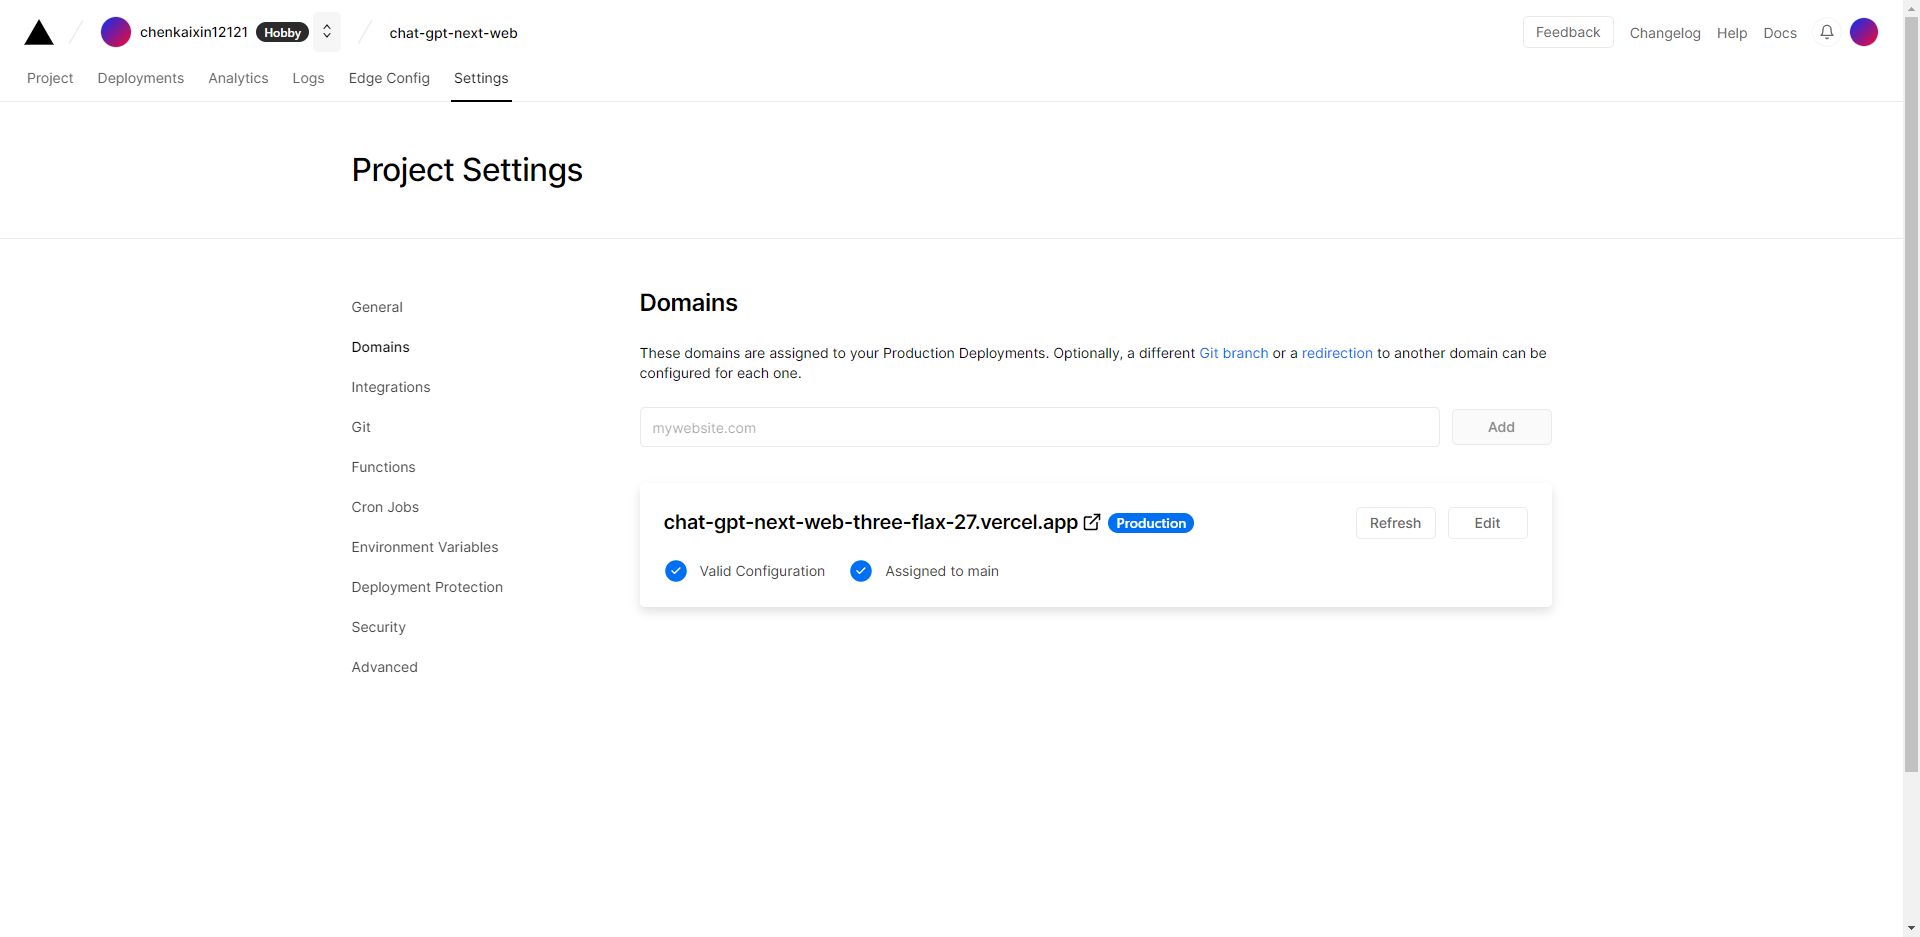 chenkaixin12121 Hobby chat-gpt-next-web Feedback Changelog Help Docs
Project Deployments Analytics Logs Edge Config Settings
Project Settings
General
Domains
Integrations
Git
Functions
Cron Jobs
Environment Variables
Deployment Protection
Security
Advanced
Domains
These domains are assigned to your Production Deployments. Optionally, a different Git branch or a redirection to another domain can be
configured for each one.
mywebsite.com Add
chat-gpt-next-web-three-flax-27.vercel.app Production Refresh Edit
Valid Configuration Assigned to main